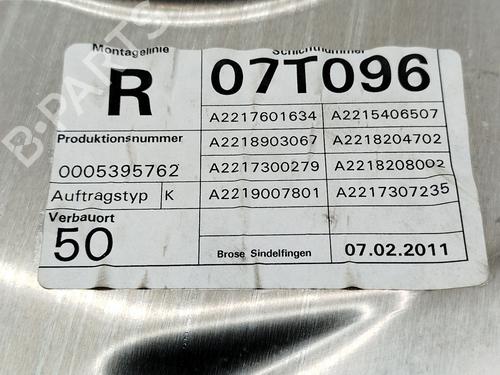 Montagelinie Schichtnummer
R 07T096
A2217601634 A2215406507
Produktionsnummer A2218903067 A2218204702
0005395762 A2217300279 A2218208002
Auftragstyp K A2219007801 A2217307235
Verbauort
50 Brose Sindelfingen 07.02.2011
B-PARTS